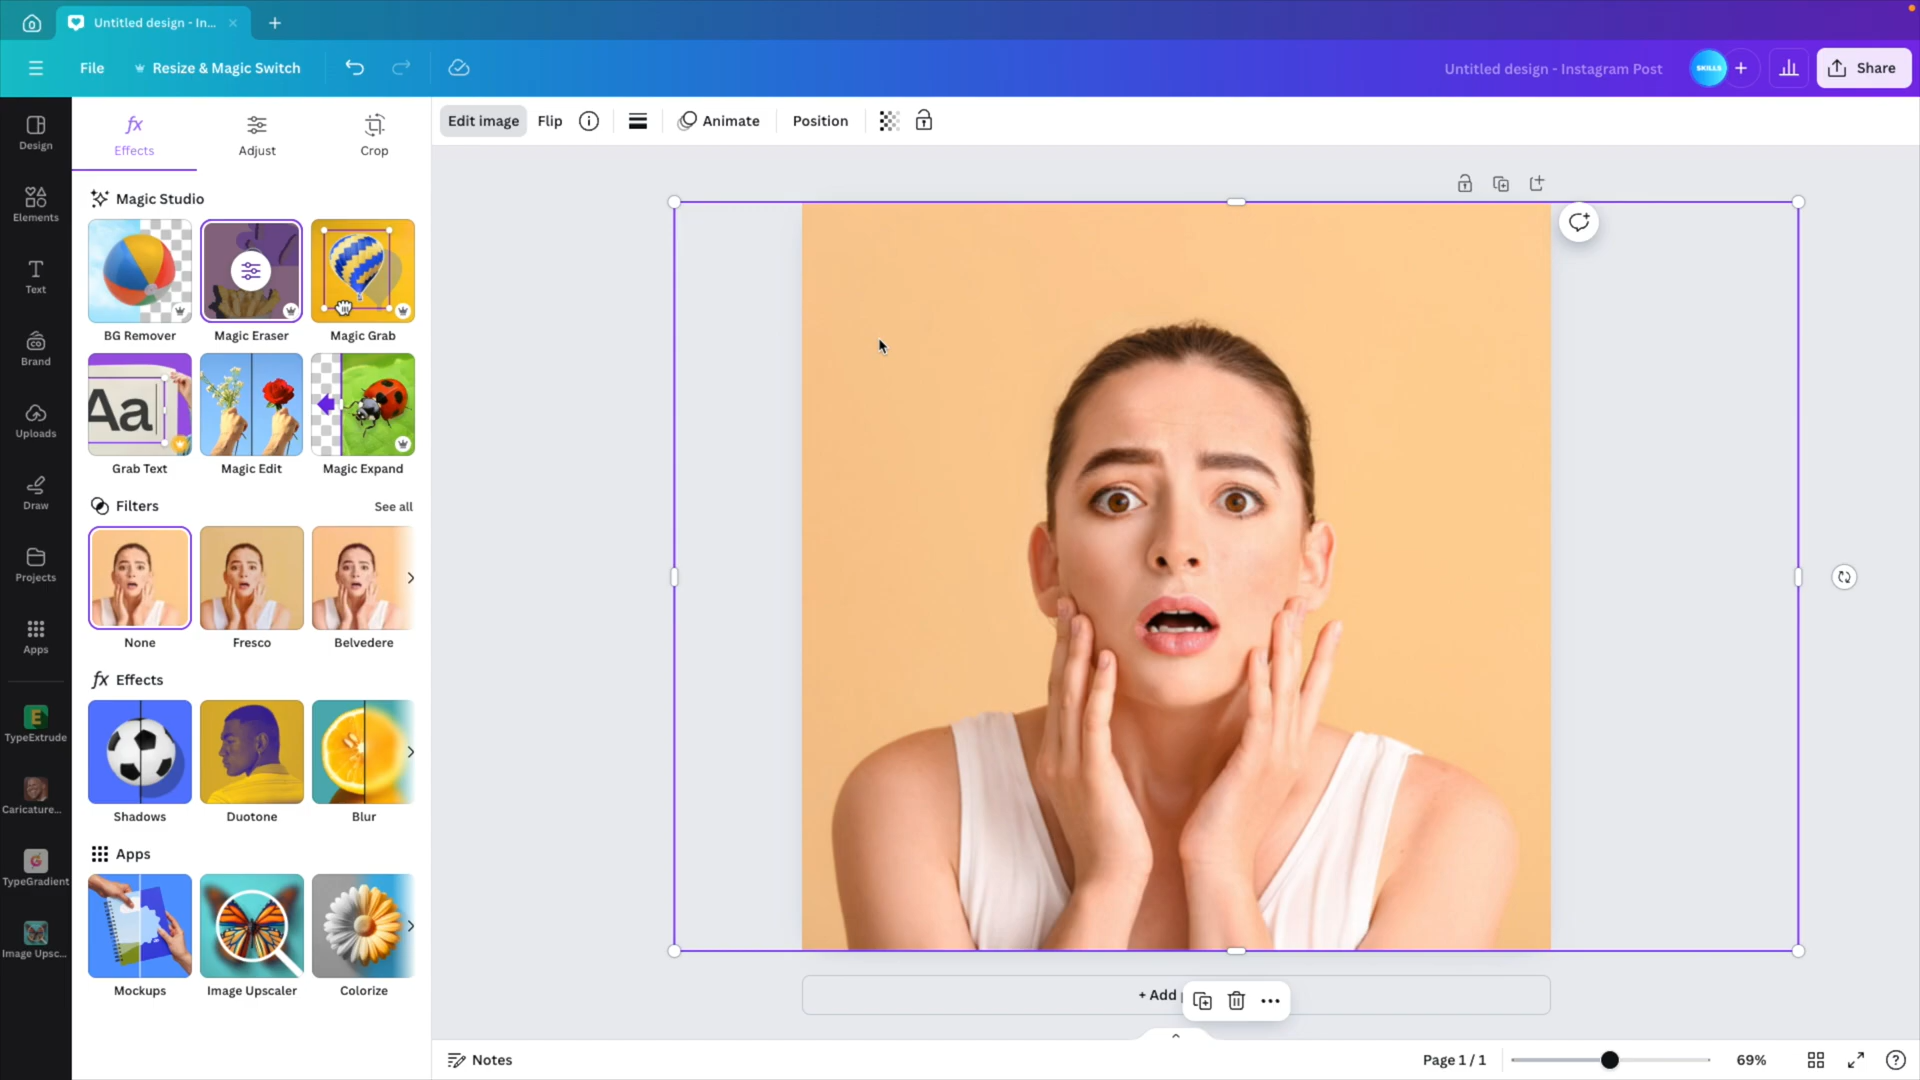 Untitled design - In...
File
Resize & Magic Switch
Untitled design - Instagram Post
SKILLS
Share
Design
Elements
Text
Brand
Uploads
Draw
Projects
Apps
TypeExtrude
Caricature...
TypeGradient
Image Upsc...
Effects
Adjust
Crop
Magic Studio
BG Remover
Magic Eraser
Magic Grab
Aa
Grab Text
Magic Edit
Magic Expand
Filters
See all
None
Fresco
Belvedere
fx Effects
Shadows
Duotone
Blur
Apps
Mockups
Image Upscaler
Colorize
Edit image
Flip
Animate
Position
+ Add
Notes
Page 1 / 1
69%